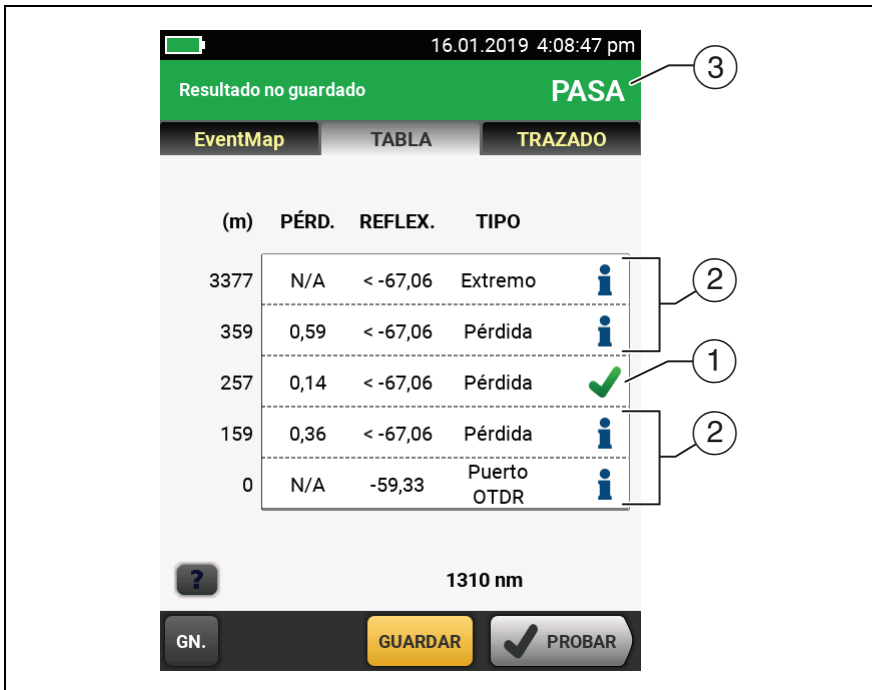 16.01.2019 4:08:47 pm
Resultado no guardado PASA
3
EventMap TABLA TRAZADO
(m) PÉRD. REFLEX. TIPO
3377 N/A < -67,06 Extremo
2
359 0,59 < -67,06 Pérdida
1
257 0,14 < -67,06 Pérdida
159 0,36 < -67,06 Pérdida
2
0 N/A -59,33 Puerto
OTDR
? 1310 nm
GN. GUARDAR PROBAR